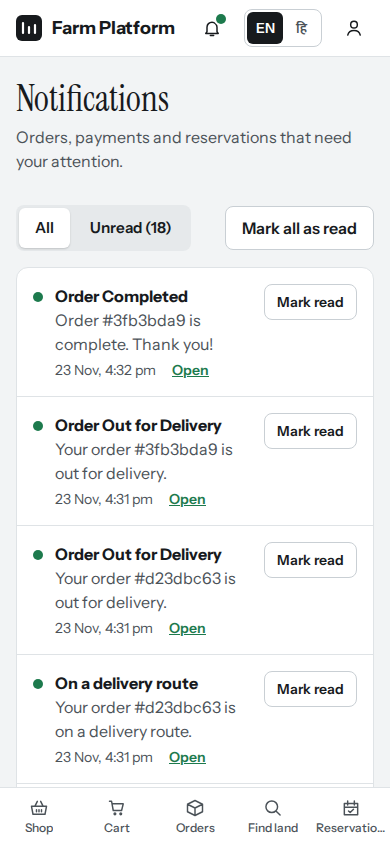 Farm Platform
EN
हि
Notifications
Orders, payments and reservations that need
your attention.
All
Unread (18)
Mark all as read
Order Completed
Mark read
Order #3fb3bda9 is
complete. Thank you!
23 Nov, 4:32 pm
Open
Order Out for Delivery
Mark read
Your order #3fb3bda9 is
out for delivery.
23 Nov, 4:31 pm
Open
Order Out for Delivery
Mark read
Your order #d23dbc63 is
out for delivery.
23 Nov, 4:31 pm
Open
On a delivery route
Mark read
Your order #d23dbc63 is
on a delivery route.
23 Nov, 4:31 pm
Open
Shop
Cart
Orders
Find land
Reservatio...